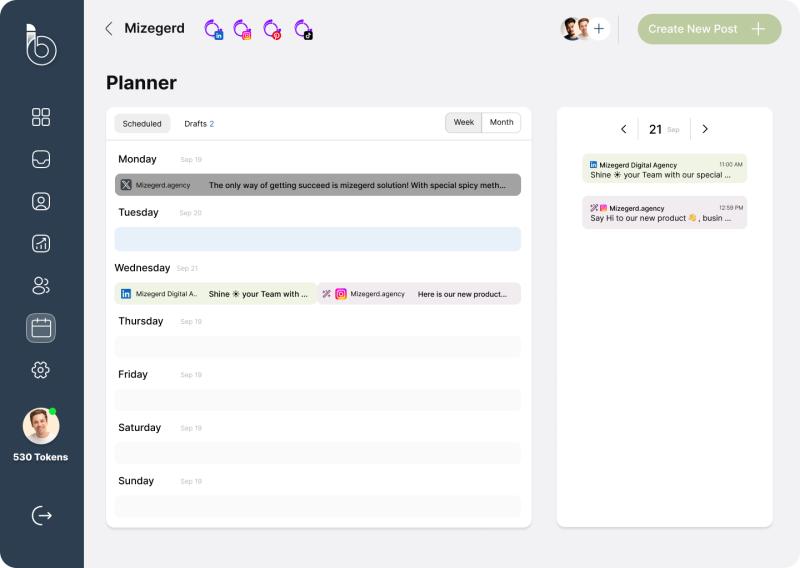 Mizegerd
Create New Post
Planner
Scheduled
Drafts 2
Week
Month
Monday Sep 19
Mizegerd.agency The only way of getting succeed is mizegerd solution! With special spicy meth...
Tuesday Sep 20
Wednesday Sep 21
Mizegerd Digital A.. Shine ☀ your Team with ...
Mizegerd.agency Here is our new product...
Thursday Sep 19
Friday Sep 19
Saturday Sep 19
Sunday Sep 19
21 Sep
Mizegerd Digital Agency 11:00 AM
Shine ☀ your Team with our special ...
Mizegerd.agency 12:59 PM
Say Hi to our new product 👋 , busin ...
530 Tokens